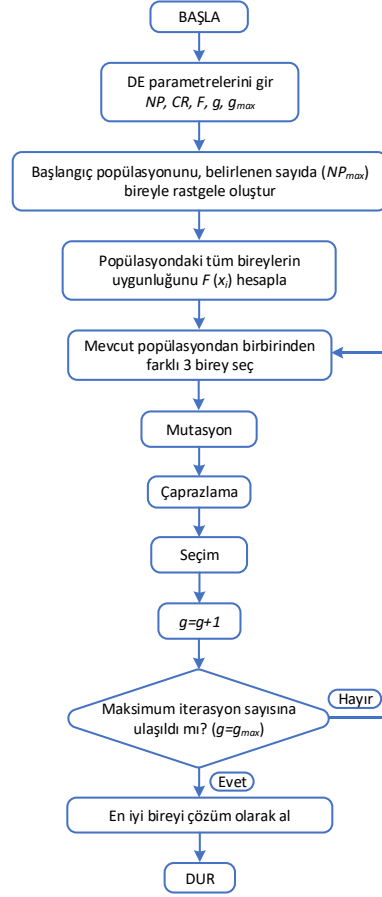 BAŞLA
DE parametrelerini gir
NP, CR, F, g, gmax
Başlangıç popülasyonunu, belirlenen sayıda (NPmax)
bireyle rastgele oluştur
Popülasyondaki tüm bireylerin
uygunluğunu F (xi) hesapla
Mevcut popülasyondan birbirinden
farklı 3 birey seç
Mutasyon
Çaprazlama
Seçim
g=g+1
Maksimum iterasyon sayısına
ulaşıldı mı? (g=gmax)
Hayır
Evet
En iyi bireyi çözüm olarak al
DUR